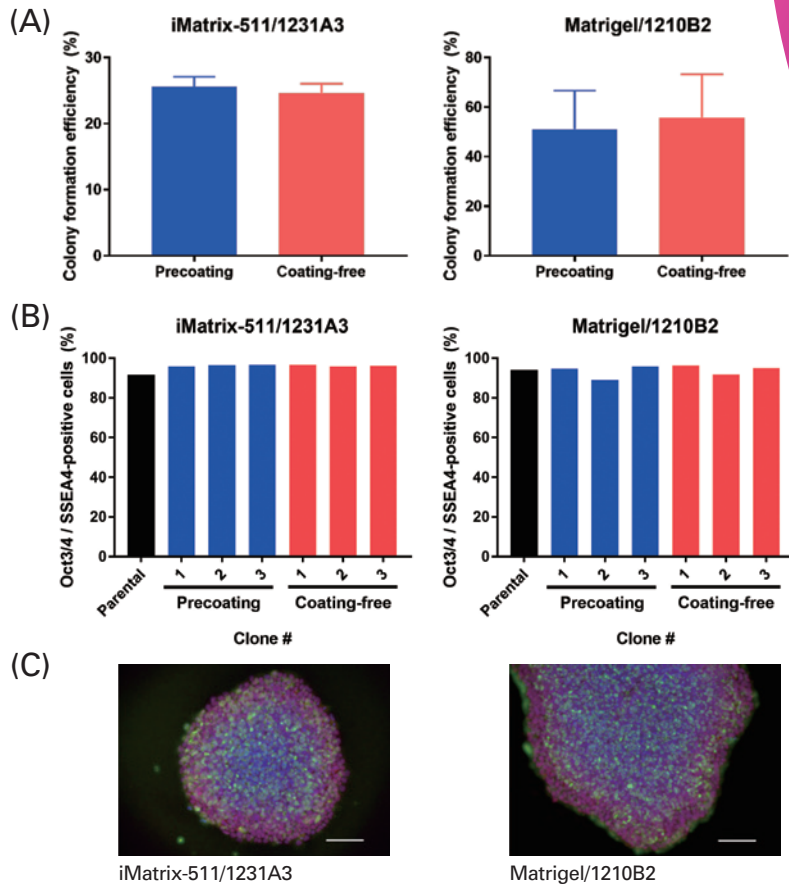 (A)
iMatrix-511/1231A3
Colony formation efficiency (%)
30
20
10
0
Precoating
Coating-free
Matrigel/1210B2
Colony formation efficiency (%)
80
60
40
20
0
Precoating
Coating-free
(B)
iMatrix-511/1231A3
Oct3/4 / SSEA4-positive cells (%)
100
80
60
40
20
0
Parental
1
2
3
1
2
3
Precoating
Coating-free
Clone #
Matrigel/1210B2
Oct3/4 / SSEA4-positive cells (%)
100
80
60
40
20
0
Parental
1
2
3
1
2
3
Precoating
Coating-free
Clone #
(C)
iMatrix-511/1231A3
Matrigel/1210B2